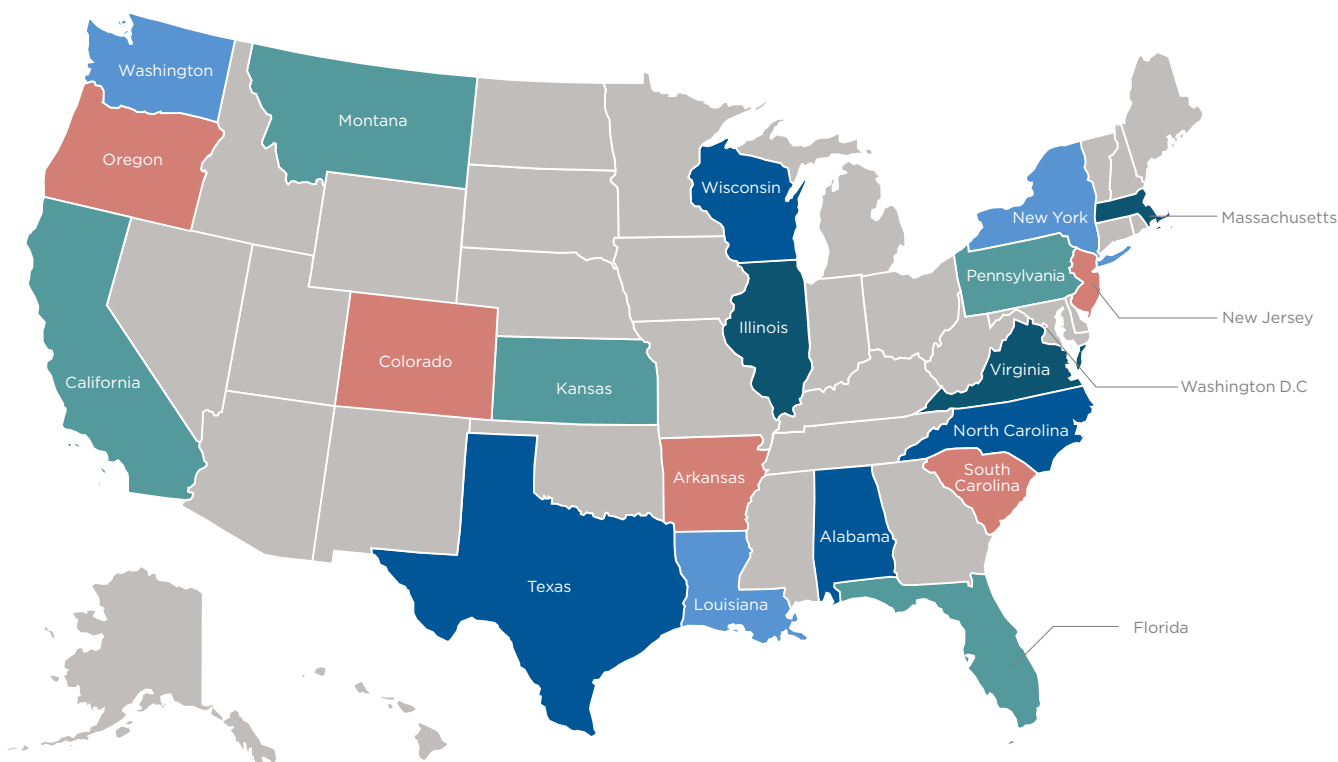 Washington
Montana
Oregon
Wisconsin
New York
Massachusetts
Pennsylvania
New Jersey
Illinois
Colorado
Virginia
California
Kansas
Washington D.C
North Carolina
South
Carolina
Arkansas
Alabama
Texas
Louisiana
Florida